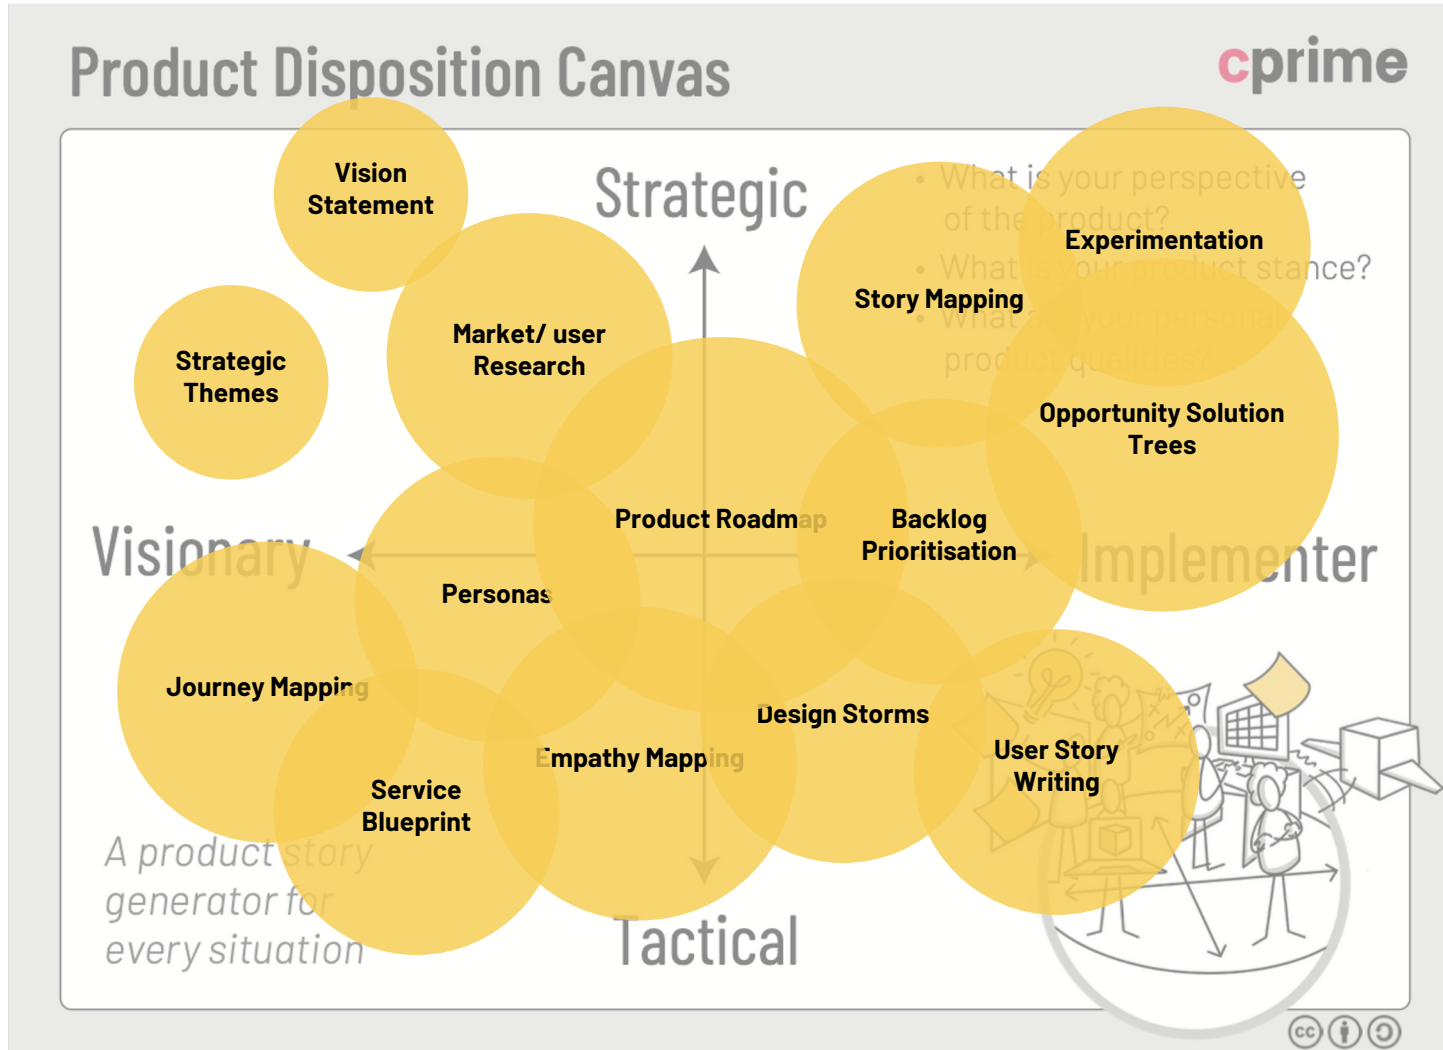 Product Disposition Canvas
cprime
Vision
Statement
Strategic
• What is your perspective
of the product?
Experimentation
• What is your product stance?
Story Mapping
• What are your personal
product qualities?
Market/ user
Research
Strategic
Themes
Opportunity Solution
Trees
Product Roadmap
Backlog
Prioritisation
Visionary
Implementer
Personas
Journey Mapping
Design Storms
Empathy Mapping
User Story
Writing
Service
Blueprint
A product story
generator for
every situation
Tactical
cc